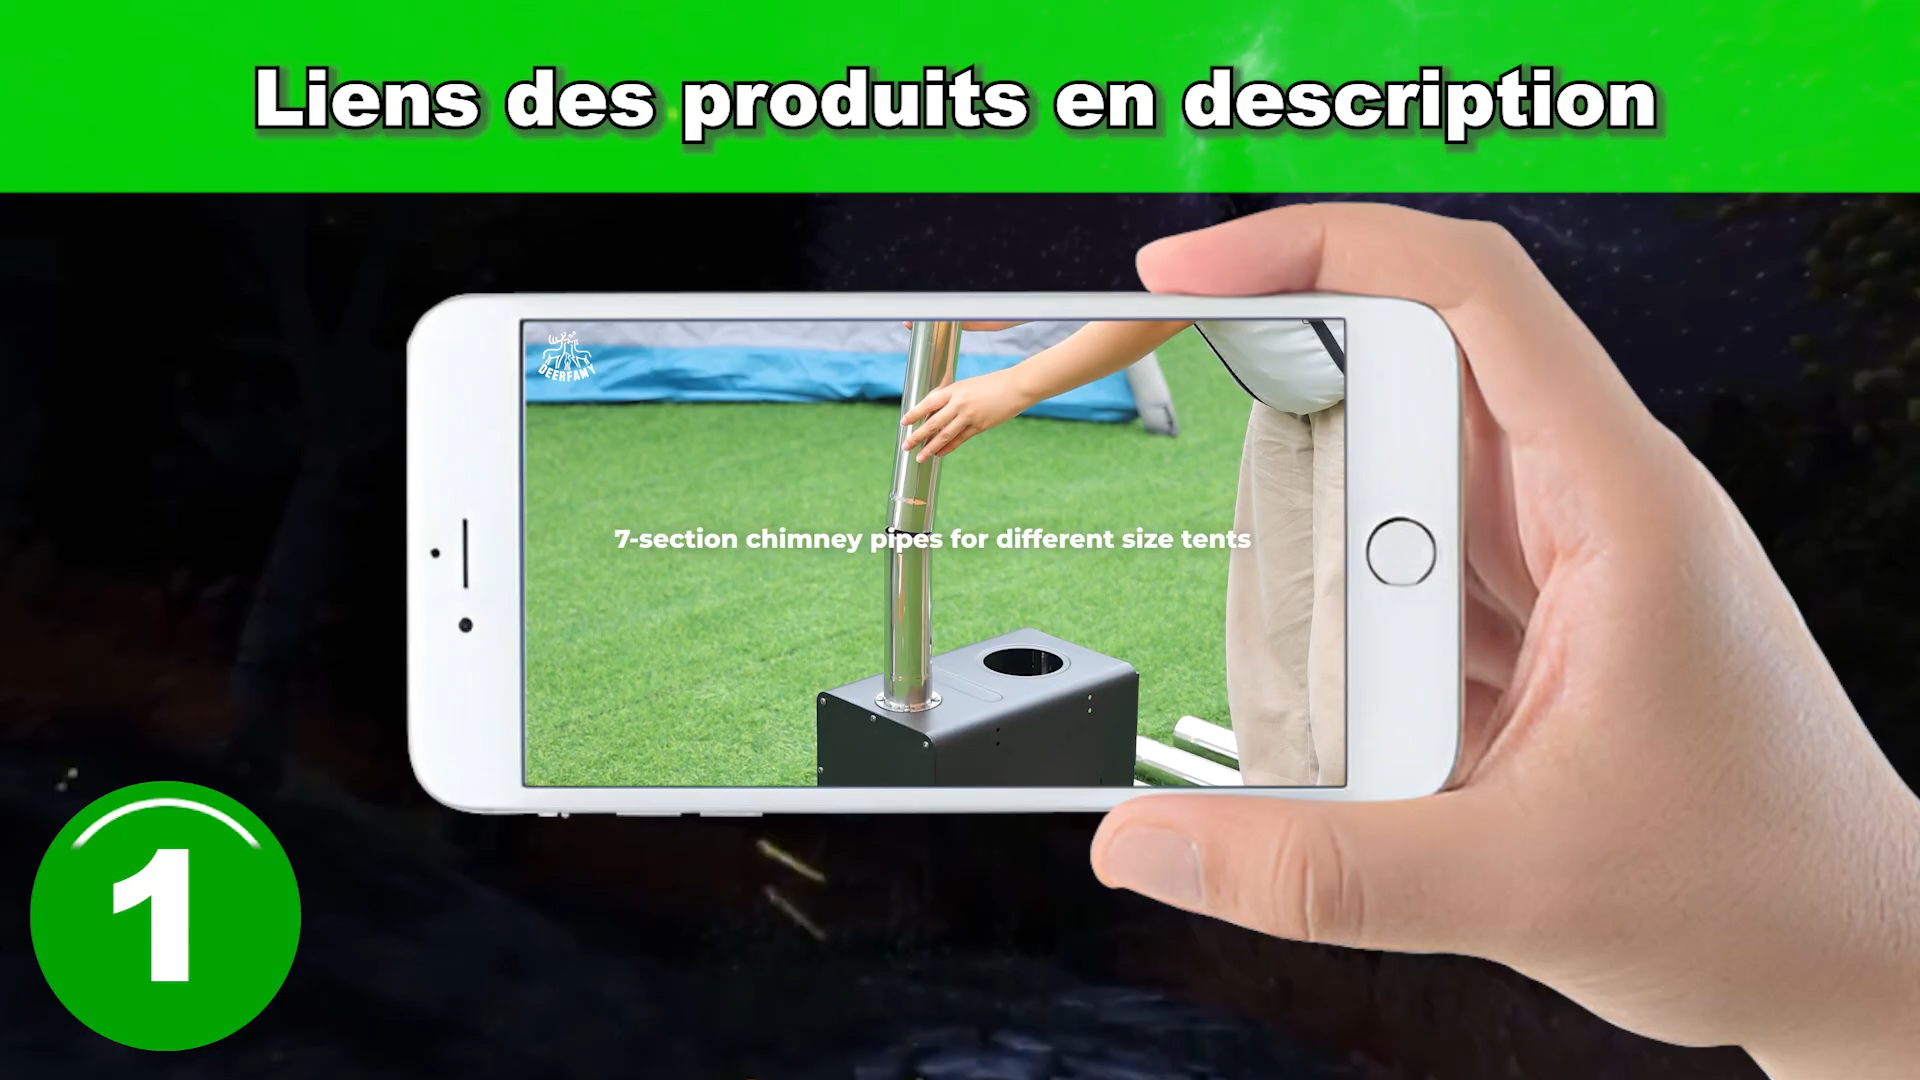 Liens des produits en description
DEERFAMY
7-section chimney pipes for different size tents
1